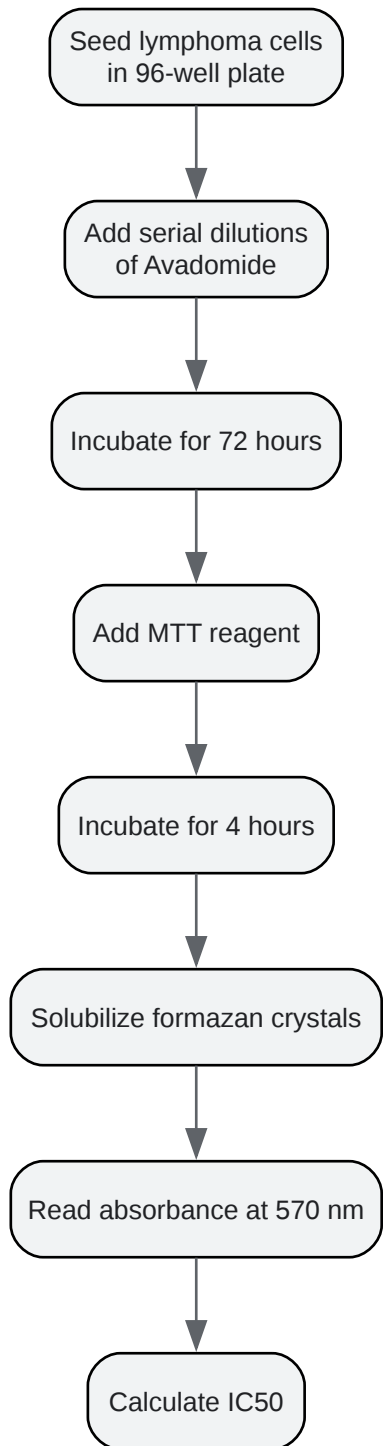 Seed lymphoma cells
in 96-well plate
Add serial dilutions
of Avadomide
Incubate for 72 hours
Add MTT reagent
Incubate for 4 hours
Solubilize formazan crystals
Read absorbance at 570 nm
Calculate IC50